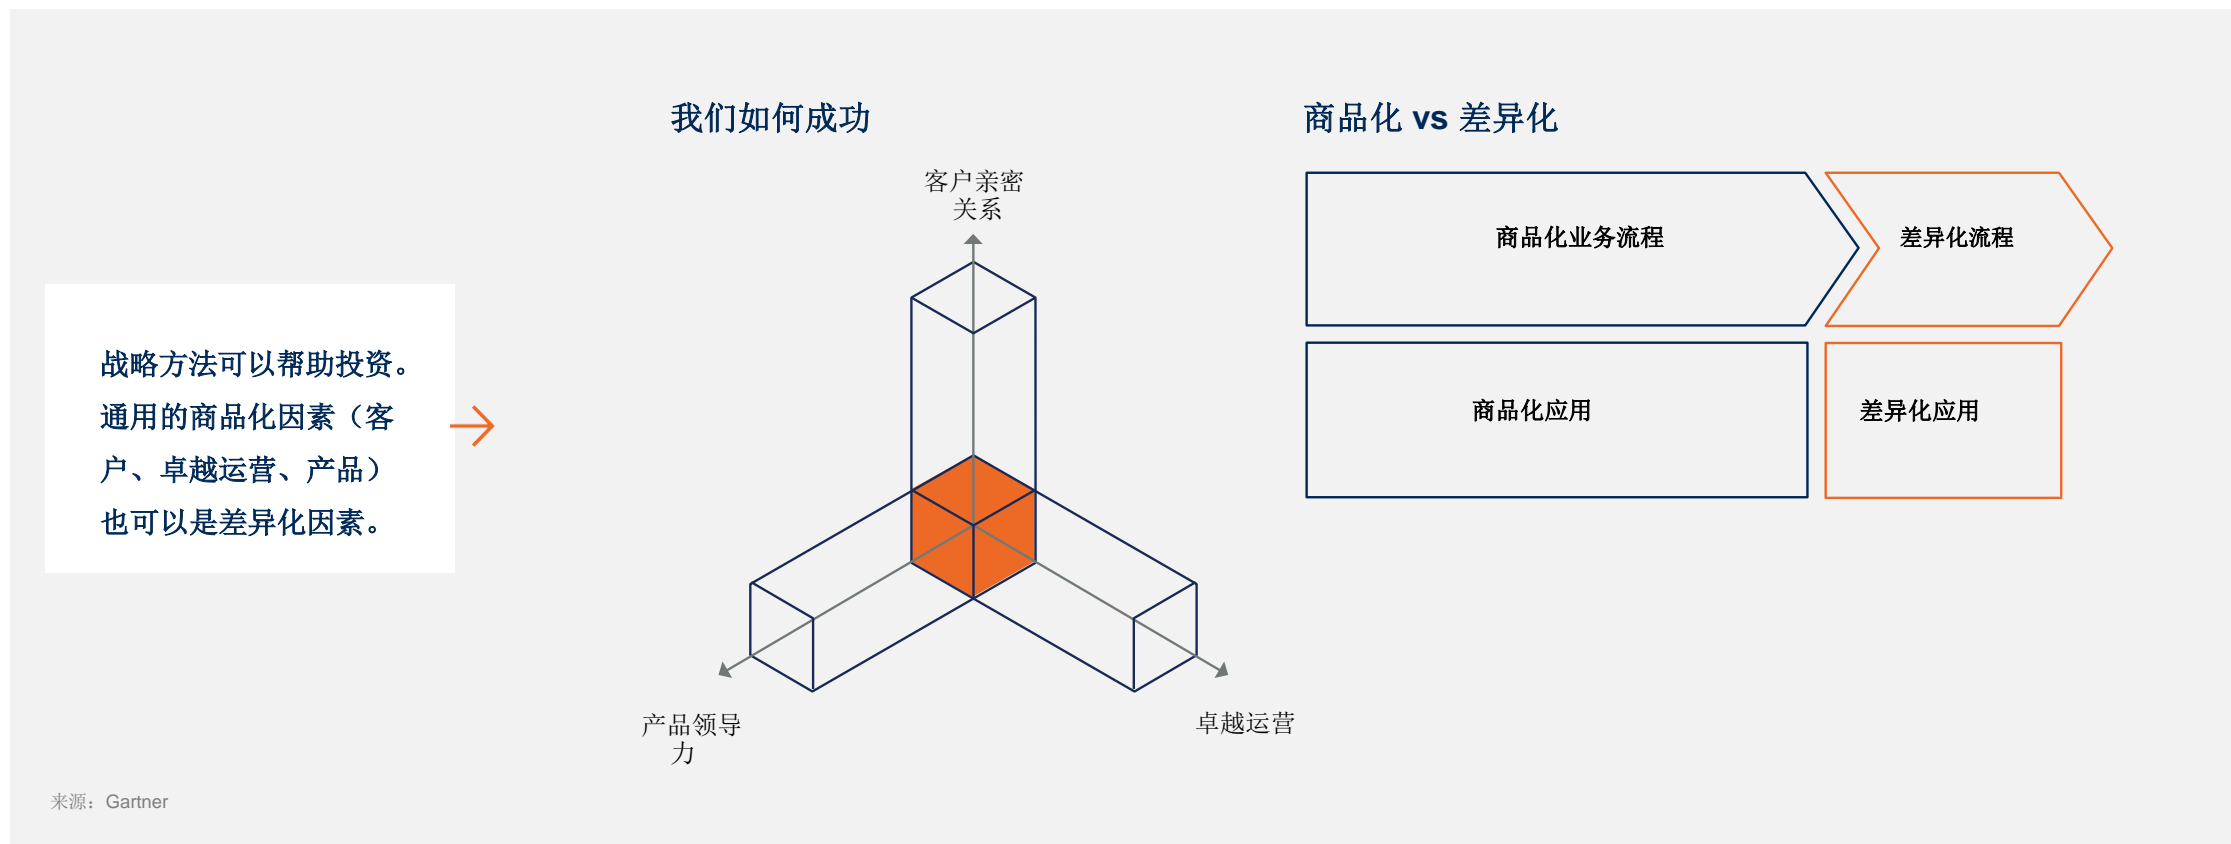 我们如何成功
商品化 vs 差异化
客户亲密
关系
商品化业务流程
差异化流程
战略方法可以帮助投资。
通用的商品化因素（客
户、卓越运营、产品）
也可以是差异化因素。
商品化应用
差异化应用
产品领导
力
卓越运营
来源：Gartner